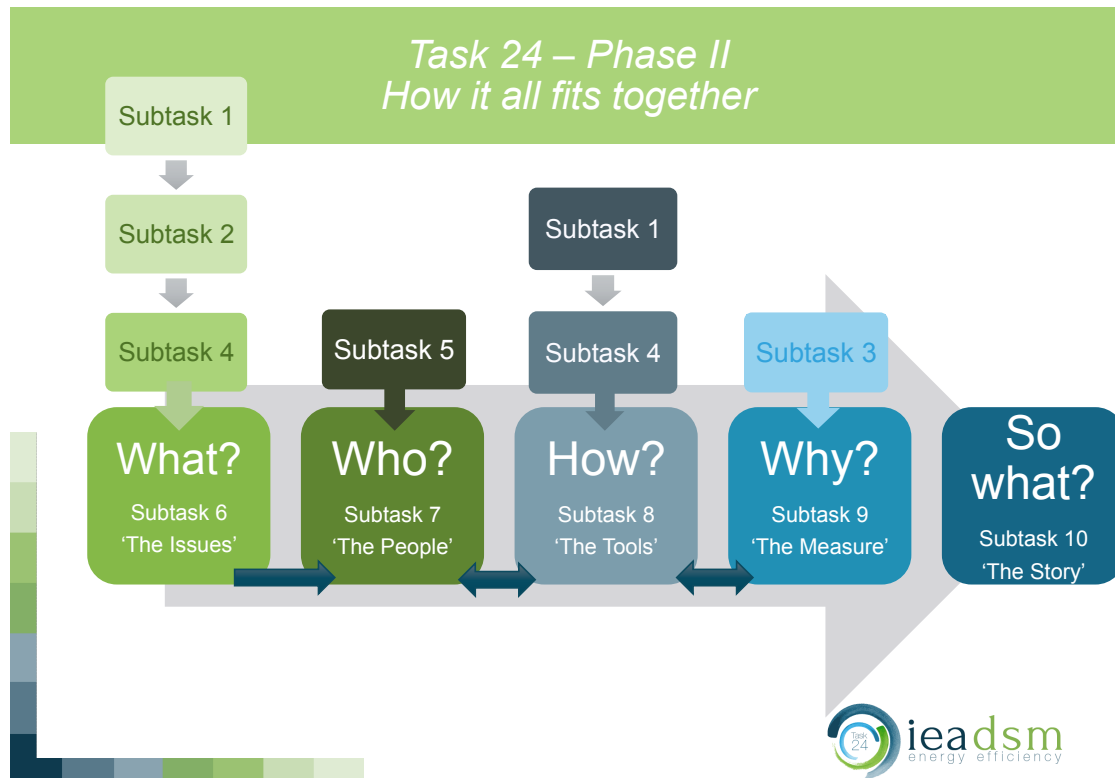 Task 24 – Phase II
How it all fits together
Subtask 1
Subtask 2
Subtask 4
Subtask 5
Subtask 1
Subtask 4
Subtask 3
What?
Subtask 6
‘The Issues’
Who?
Subtask 7
‘The People’
How?
Subtask 8
‘The Tools’
Why?
Subtask 9
‘The Measure’
So
what?
Subtask 10
‘The Story’
Task
24
ieadsm
energy efficiency